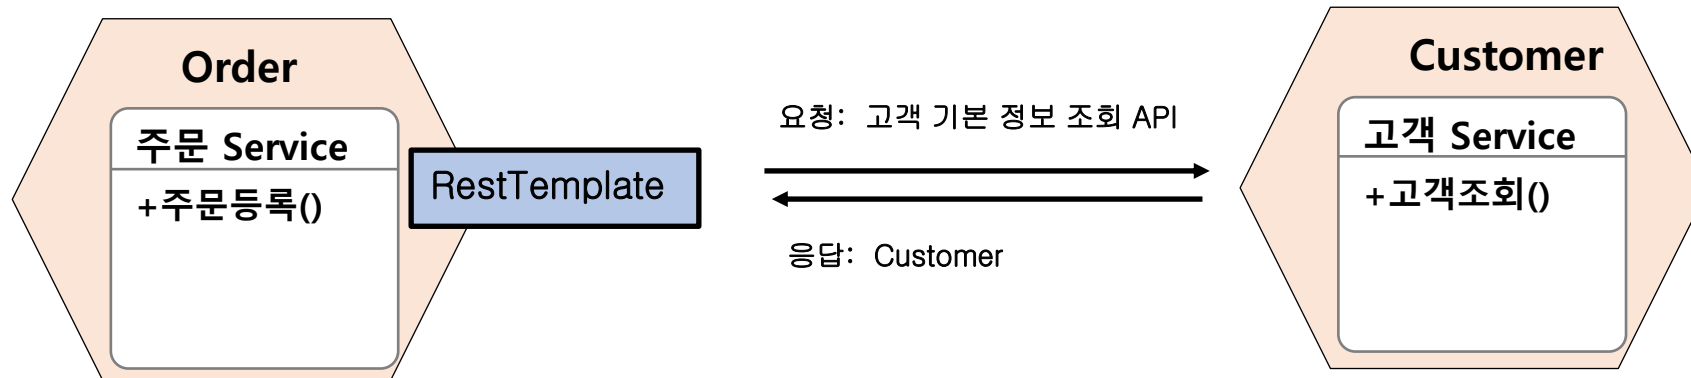 Order
주문 Service
+주문등록()
RestTemplate
요청: 고객 기본 정보 조회 API
응답: Customer
Customer
고객 Service
+고객조회()